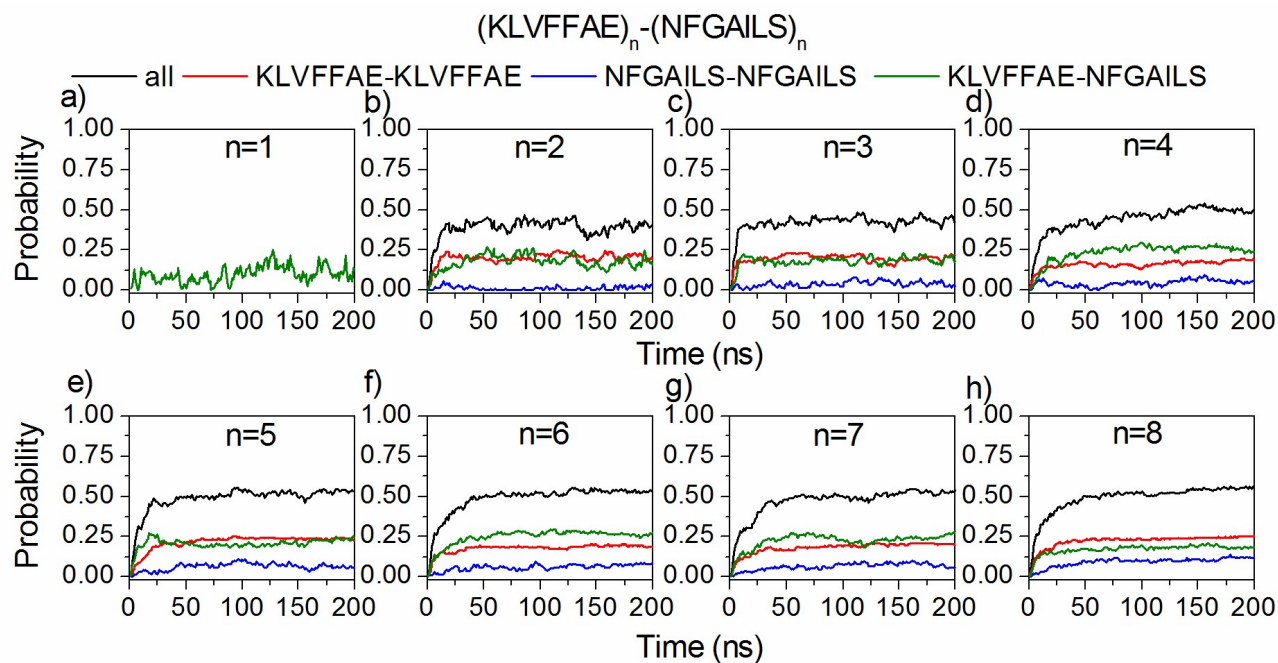 (KLVFFAE)n-(NFGAILS)n
all KLVFFAE-KLVFFAE NFGAILS-NFGAILS KLVFFAE-NFGAILS
a) b) c) d)
n=1 n=2 n=3 n=4
Probability
1.00 1.00 1.00 1.00
0.75 0.75 0.75 0.75
0.50 0.50 0.50 0.50
0.25 0.25 0.25 0.25
0.00 0.00 0.00 0.00
0 50 100 150 200 0 50 100 150 200 0 50 100 150 200 0 50 100 150 200
Time (ns)
e) f) g) h)
n=5 n=6 n=7 n=8
Probability
1.00 1.00 1.00 1.00
0.75 0.75 0.75 0.75
0.50 0.50 0.50 0.50
0.25 0.25 0.25 0.25
0.00 0.00 0.00 0.00
0 50 100 150 200 0 50 100 150 200 0 50 100 150 200 0 50 100 150 200
Time (ns)